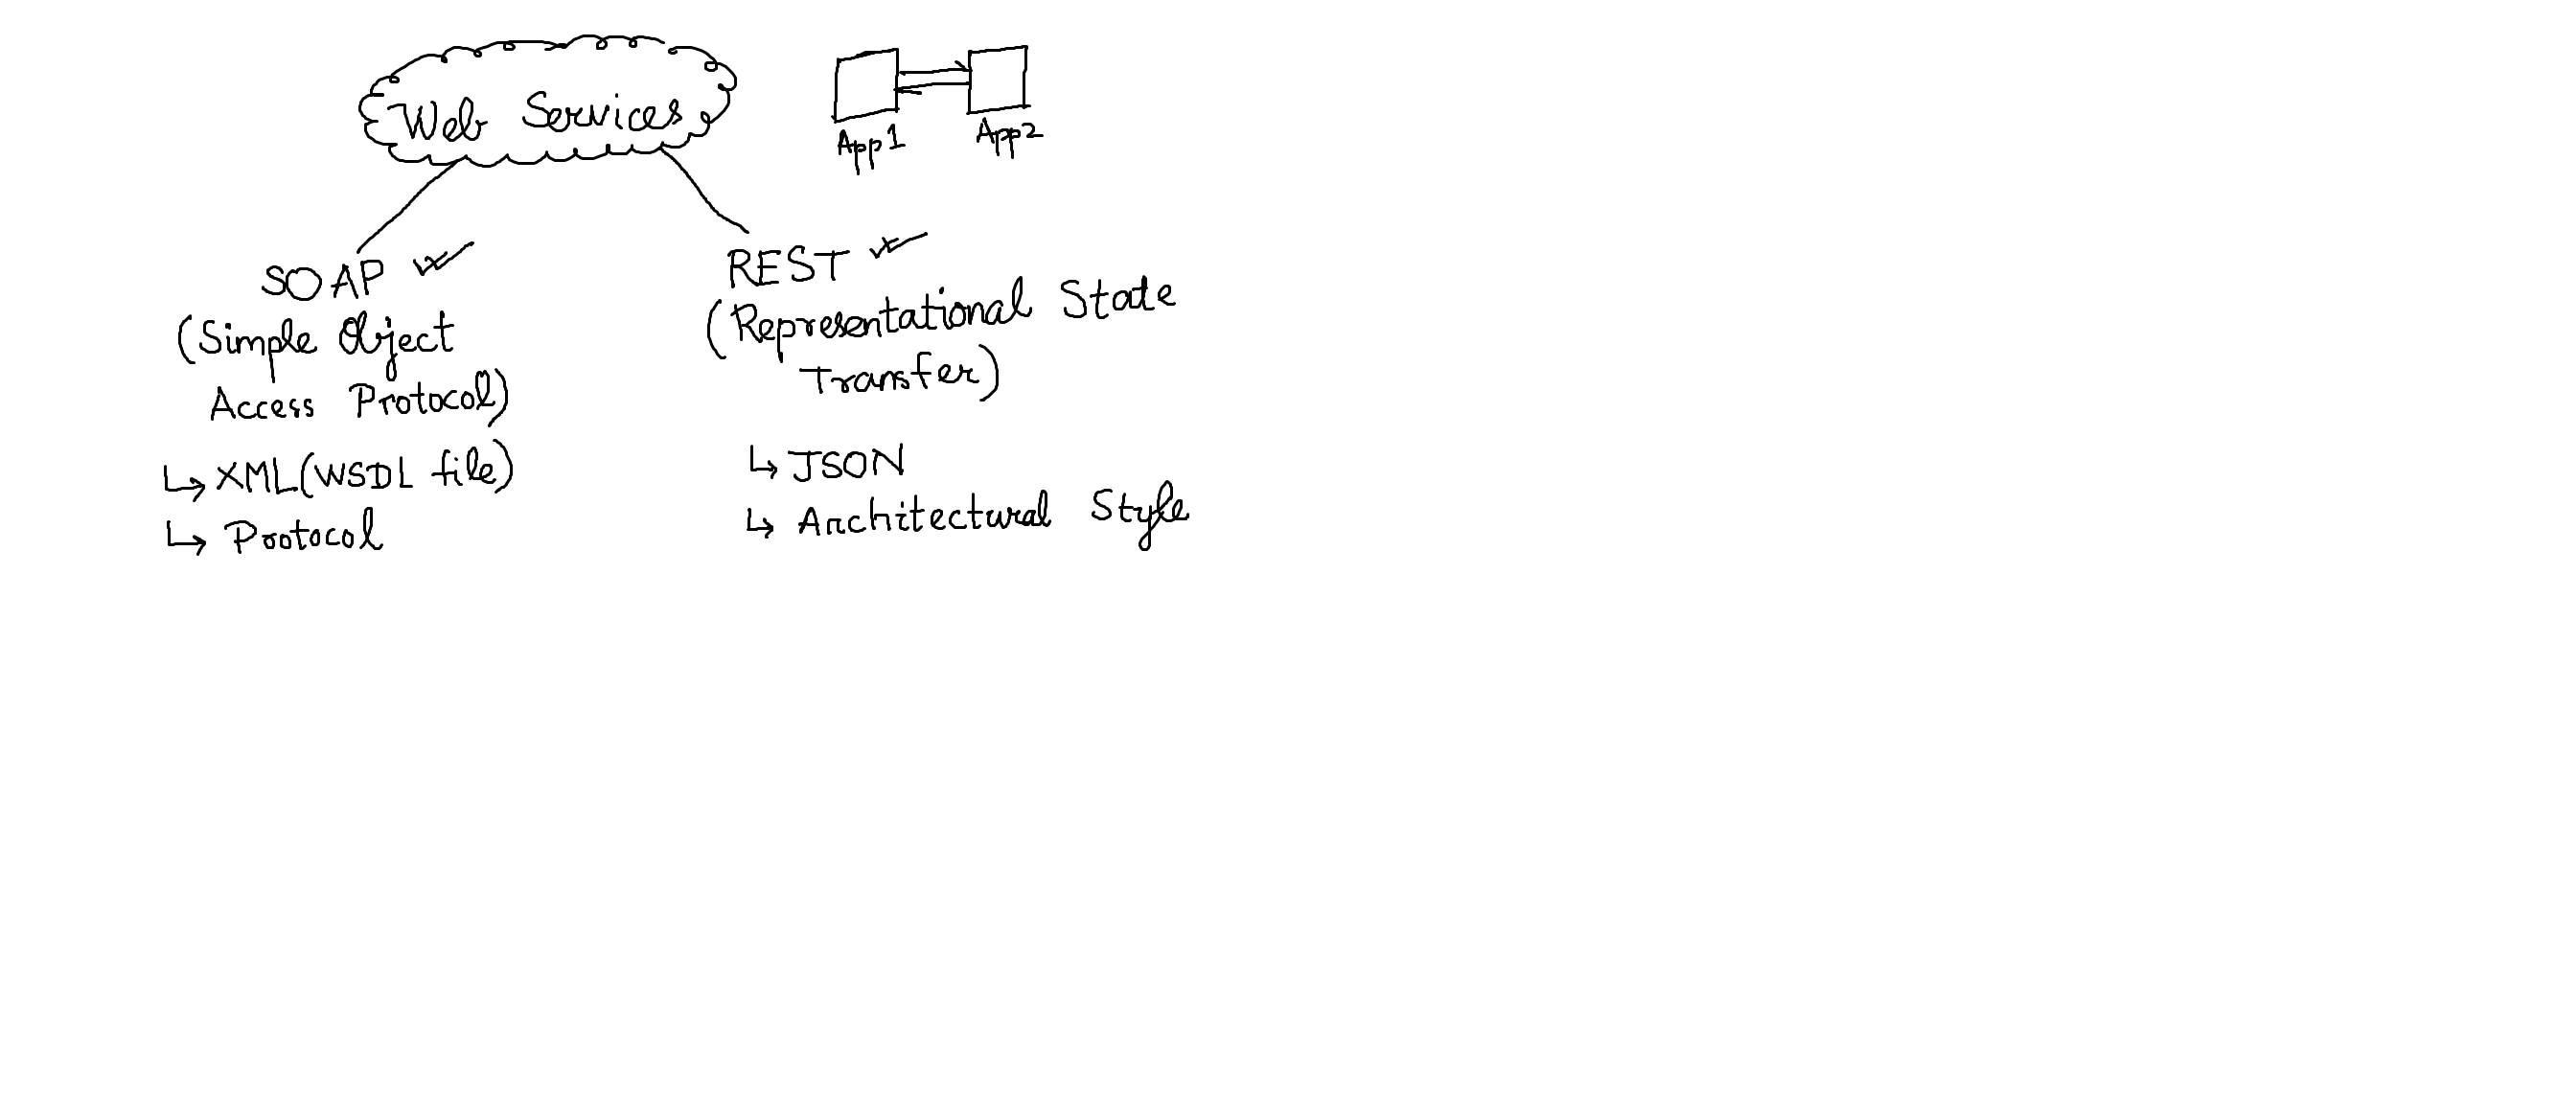 Web Services
App1
App2
SOAP
(Simple Object
Access Protocol)
↳ XML(WSDL file)
↳ Protocol
REST
(Representational State
Transfer)
↳ JSON
↳ Architectural Style